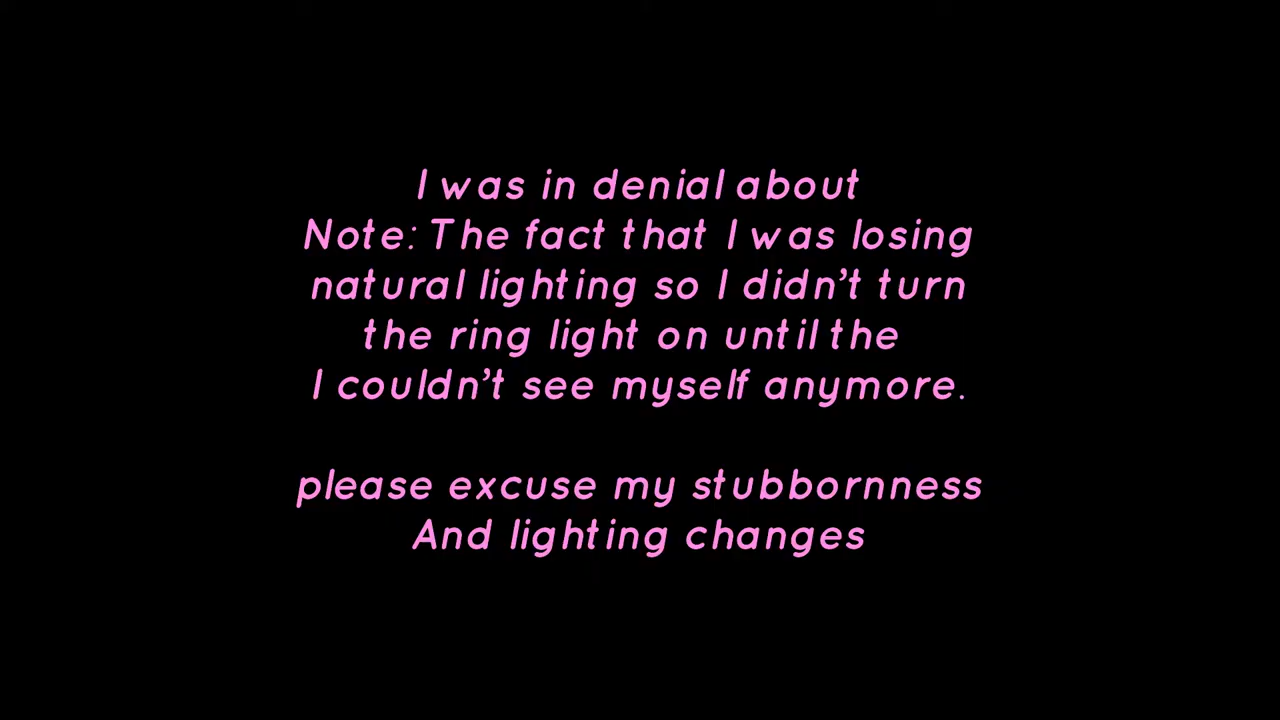 I was in denial about
Note: The fact that I was losing
natural lighting so I didn’t turn
the ring light on until the
I couldn’t see myself anymore.
please excuse my stubbornness
And lighting changes